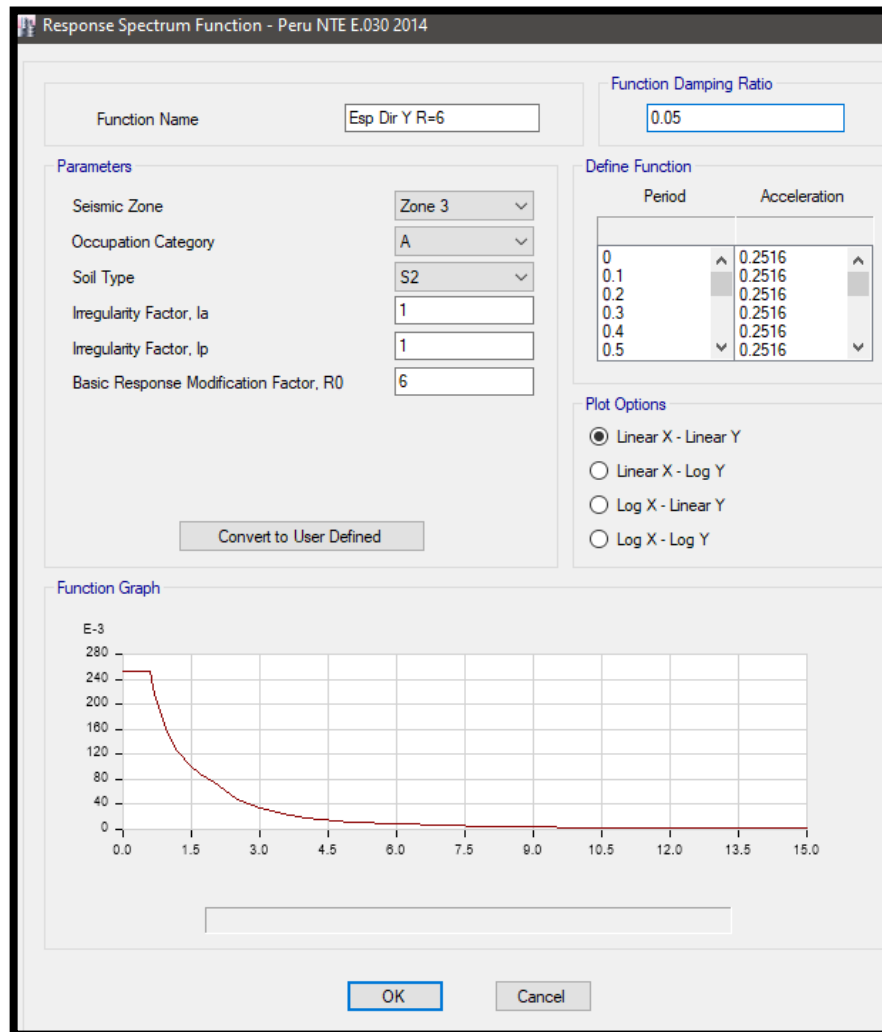 Response Spectrum Function - Peru NTE E.030 2014
Function Name
Esp Dir Y R=6
Function Damping Ratio
0.05
Parameters
Seismic Zone
Zone 3
Occupation Category
A
Soil Type
S2
Irregularity Factor, Ia
1
Irregularity Factor, Ip
1
Basic Response Modification Factor, R0
6
Convert to User Defined
Define Function
Period Acceleration
0 0.2516
0.1 0.2516
0.2 0.2516
0.3 0.2516
0.4 0.2516
0.5 0.2516
Plot Options
Linear X - Linear Y
Linear X - Log Y
Log X - Linear Y
Log X - Log Y
Function Graph
E-3
280
240
200
160
120
80
40
0
0.0 1.5 3.0 4.5 6.0 7.5 9.0 10.5 12.0 13.5 15.0
OK Cancel